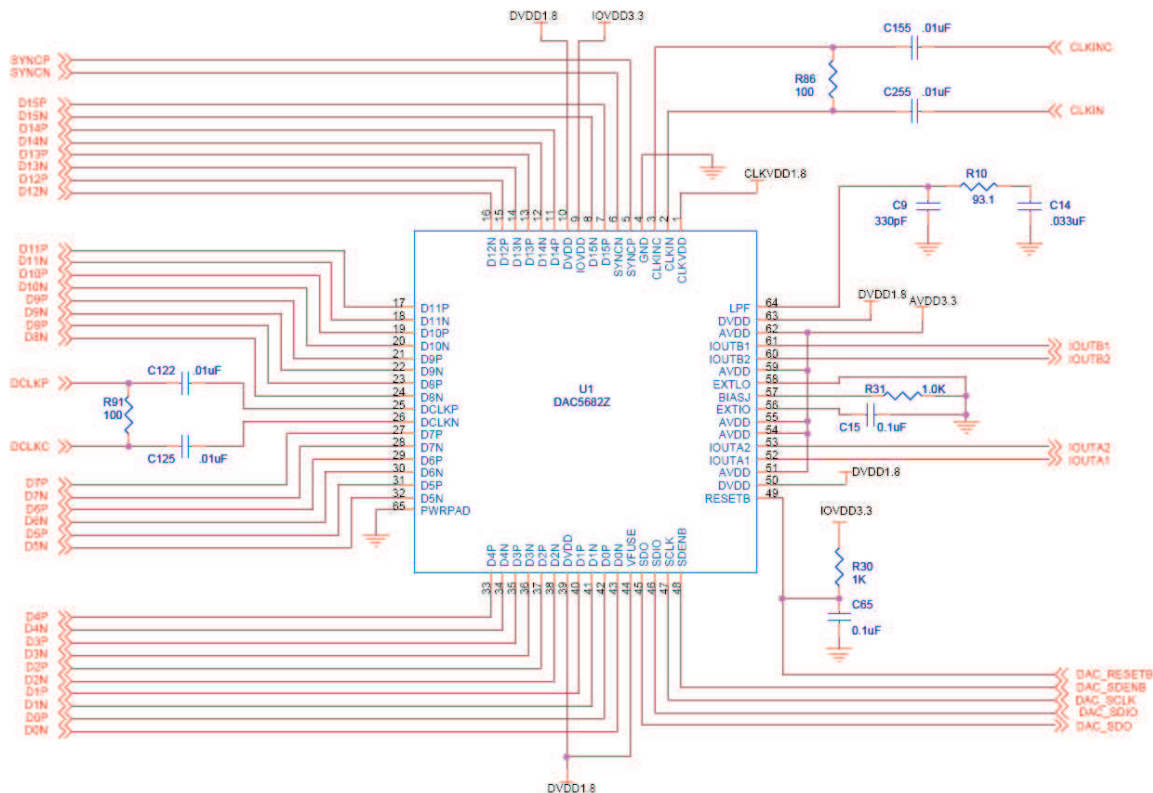 DVDD1.8 IOVDD3.3
C155 .01uF CLKINC
R86 100
C255 .01uF CLKIN
SYNCP
SYNCN
D15P
D15N
D14P
D14N
D13P
D13N
D12P
D12N
CLKVDD1.8
R10 93.1
C9 330pF
C14 .033uF
16 15 14 13 12 11 10 9 8 7 6 5 4 3 2 1
D12N D12P D13N D13P D14N D14P DVDD IOVDD D15N D15P SYNCN SYNCP GND CLKINC CLKIN CLKVDD
D11P
D11N
D10P
D10N
D9P
D9N
D8P
D8N
DCLKP
C122 .01uF
R91 100
DCLKC
C125 .01uF
D7P
D7N
D6P
D6N
D5P
D5N
17 D11P
18 D11N
19 D10P
20 D10N
21 D9P
22 D9N
23 D8P
24 D8N
25 DCLKP
26 DCLKN
27 D7P
28 D7N
29 D6P
30 D6N
31 D5P
32 D5N
65 PWRPAD
U1
DAC5682Z
LPF 64
DVDD 63
AVDD 62
IOUTB1 61
IOUTB2 60
AVDD 59
EXTLO 58
BIASJ 57
EXTIO 56
AVDD 55
AVDD 54
IOUTA2 53
IOUTA1 52
AVDD 51
DVDD 50
RESETB 49
DVDD1.8 AVDD3.3
IOUTB1
IOUTB2
R31 1.0K
C15 0.1uF
IOUTA2
IOUTA1
DVDD1.8
IOVDD3.3
R30
1K
C65
0.1uF
D4P D4N D3P D3N D2P D2N DVDD D1P D1N D0P D0N VFUSE SDO SDIO SCLK SDENB
33 34 35 36 37 38 39 40 41 42 43 44 45 46 47 48
D4P
D4N
D3P
D3N
D2P
D2N
D1P
D1N
D0P
D0N
DAC_RESETB
DAC_SDENB
DAC_SCLK
DAC_SDIO
DAC_SDO
DVDD1.8